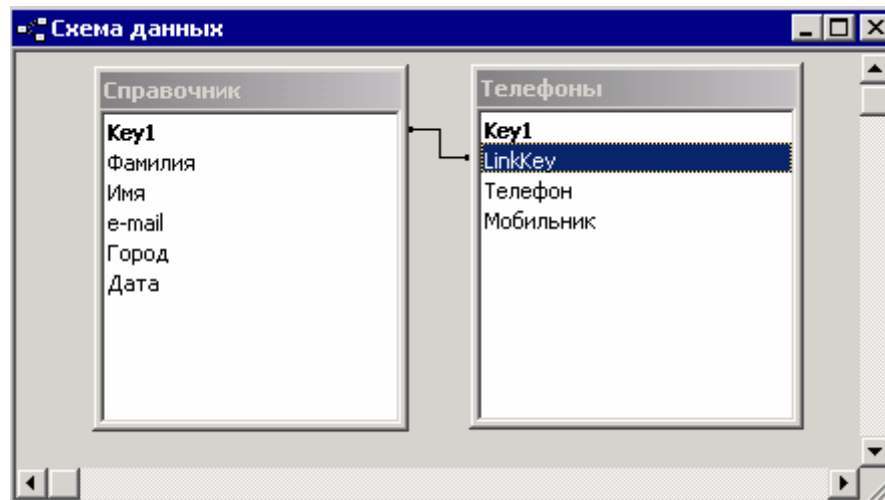 Схема данных
Справочник
Key1
Фамилия
Имя
e-mail
Город
Дата
Телефоны
Key1
LinkKey
Телефон
Мобильник